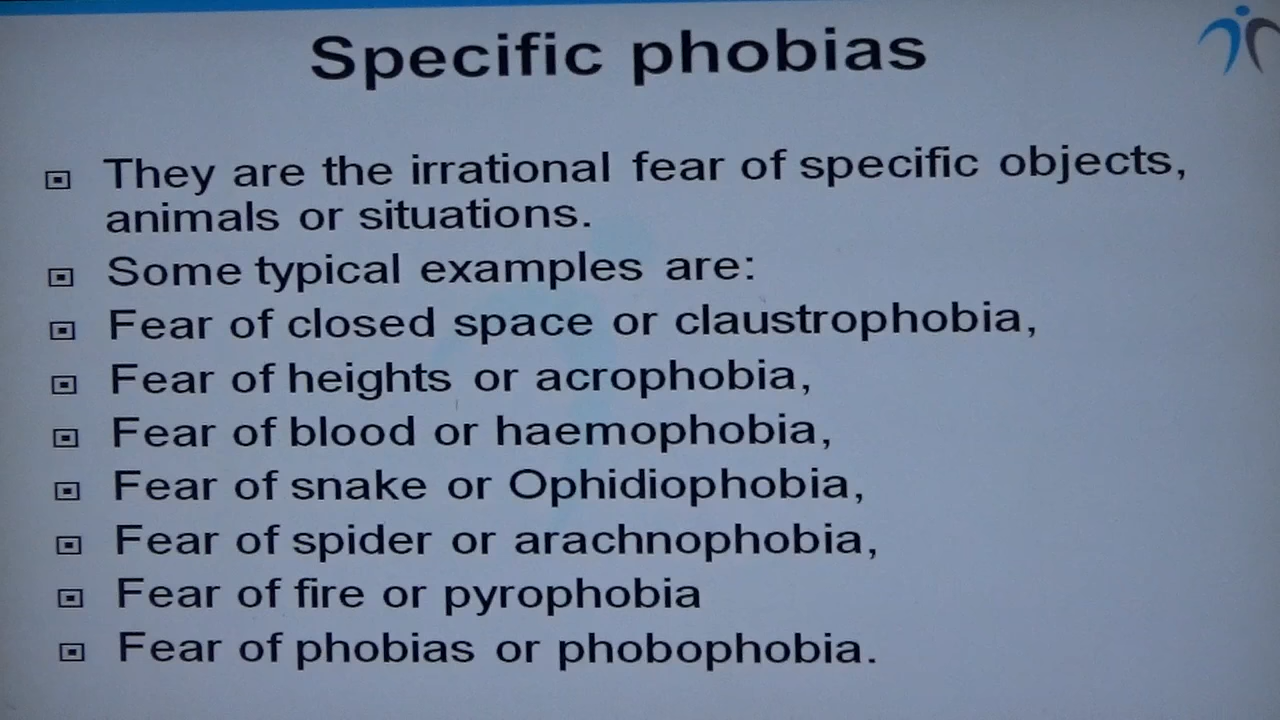 Specific phobias
They are the irrational fear of specific objects,
animals or situations.
Some typical examples are:
Fear of closed space or claustrophobia,
Fear of heights or acrophobia,
Fear of blood or haemophobia,
Fear of snake or Ophidiophobia,
Fear of spider or arachnophobia,
Fear of fire or pyrophobia
Fear of phobias or phobophobia.